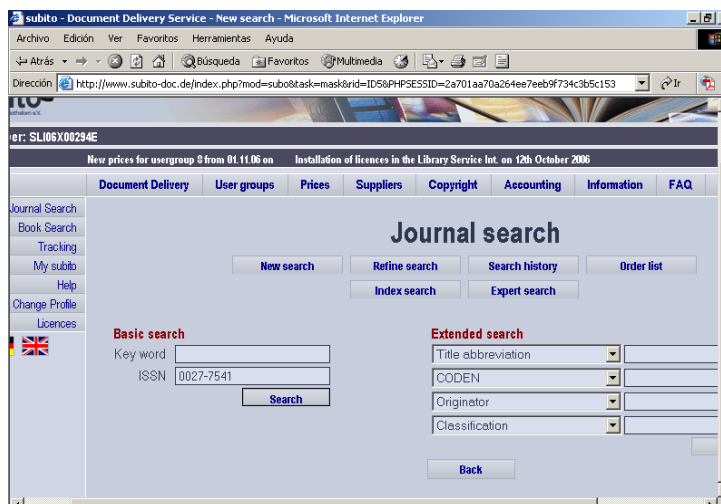 subito - Document Delivery Service - New search - Microsoft Internet Explorer
Archivo Edición Ver Favoritos Herramientas Ayuda
Atrás Búsqueda Favoritos Multimedia
Dirección http://www.subito-doc.de/index.php?mod=subo&task=mask&rid=ID5&PHPSESSID=2a701aa70a264ee7eeb9f734c3b5c153 Ir
er: SLI06X00294E
New prices for usergroup 8 from 01.11.06 on Installation of licences in the Library Service Int. on 12th October 2006
Document Delivery User groups Prices Suppliers Copyright Accounting Information FAQ
Journal Search
Book Search
Tracking
My subito
Help
Change Profile
Licences
Journal search
New search Refine search Search history Order list
Index search Expert search
Basic search
Key word
ISSN 0027-7541
Search
Extended search
Title abbreviation
CODEN
Originator
Classification
Back